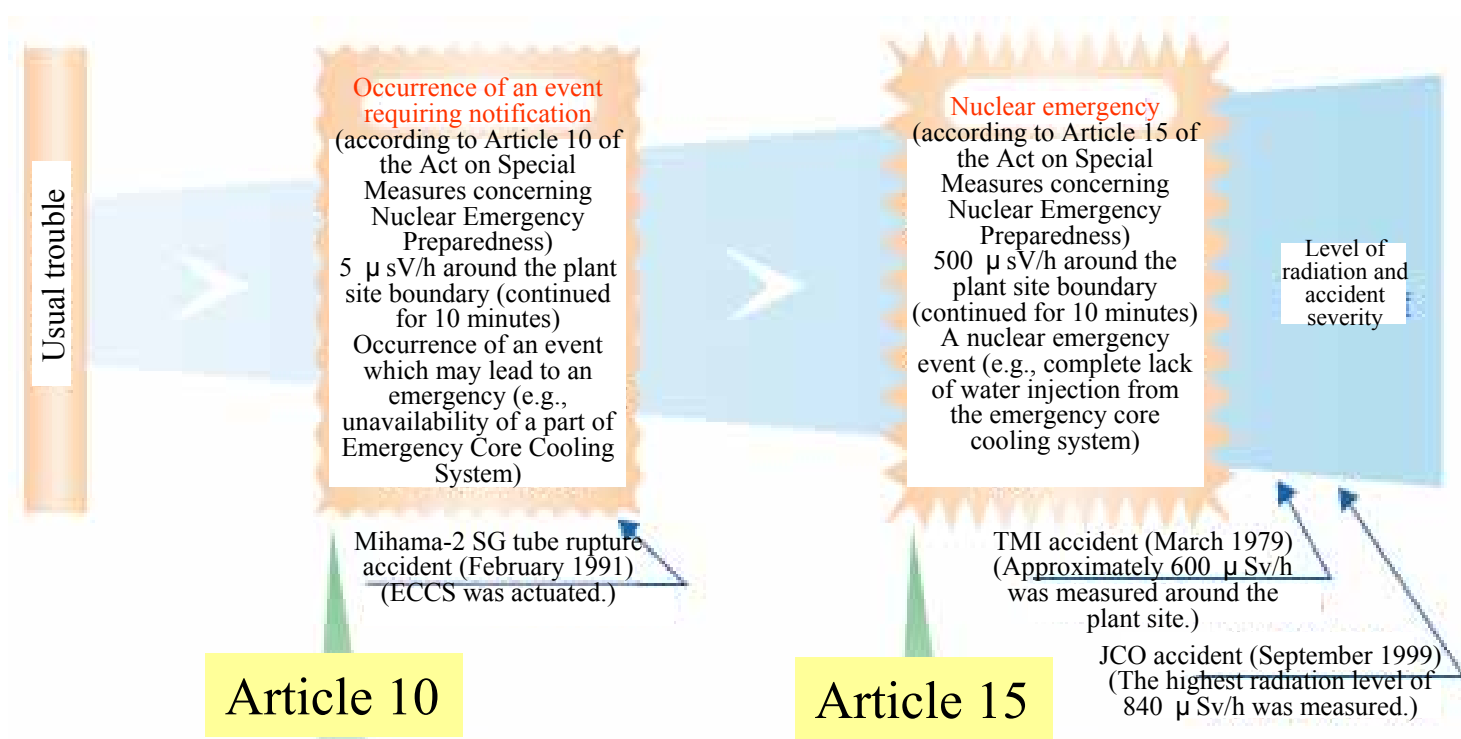 Usual trouble
Occurrence of an event
requiring notification
(according to Article 10 of
the Act on Special
Measures concerning
Nuclear Emergency
Preparedness)
5 μ sV/h around the plant
site boundary (continued
for 10 minutes)
Occurrence of an event
which may lead to an
emergency (e.g.,
unavailability of a part of
Emergency Core Cooling
System)
Mihama-2 SG tube rupture
accident (February 1991)
(ECCS was actuated.)
Article 10
Nuclear emergency
(according to Article 15 of
the Act on Special
Measures concerning
Nuclear Emergency
Preparedness)
500 μ sV/h around the
plant site boundary
(continued for 10 minutes)
A nuclear emergency
event (e.g., complete lack
of water injection from
the emergency core
cooling system)
Article 15
Level of
radiation and
accident
severity
TMI accident (March 1979)
(Approximately 600 μ Sv/h
was measured around the
plant site.)
JCO accident (September 1999)
(The highest radiation level of
840 μ Sv/h was measured.)